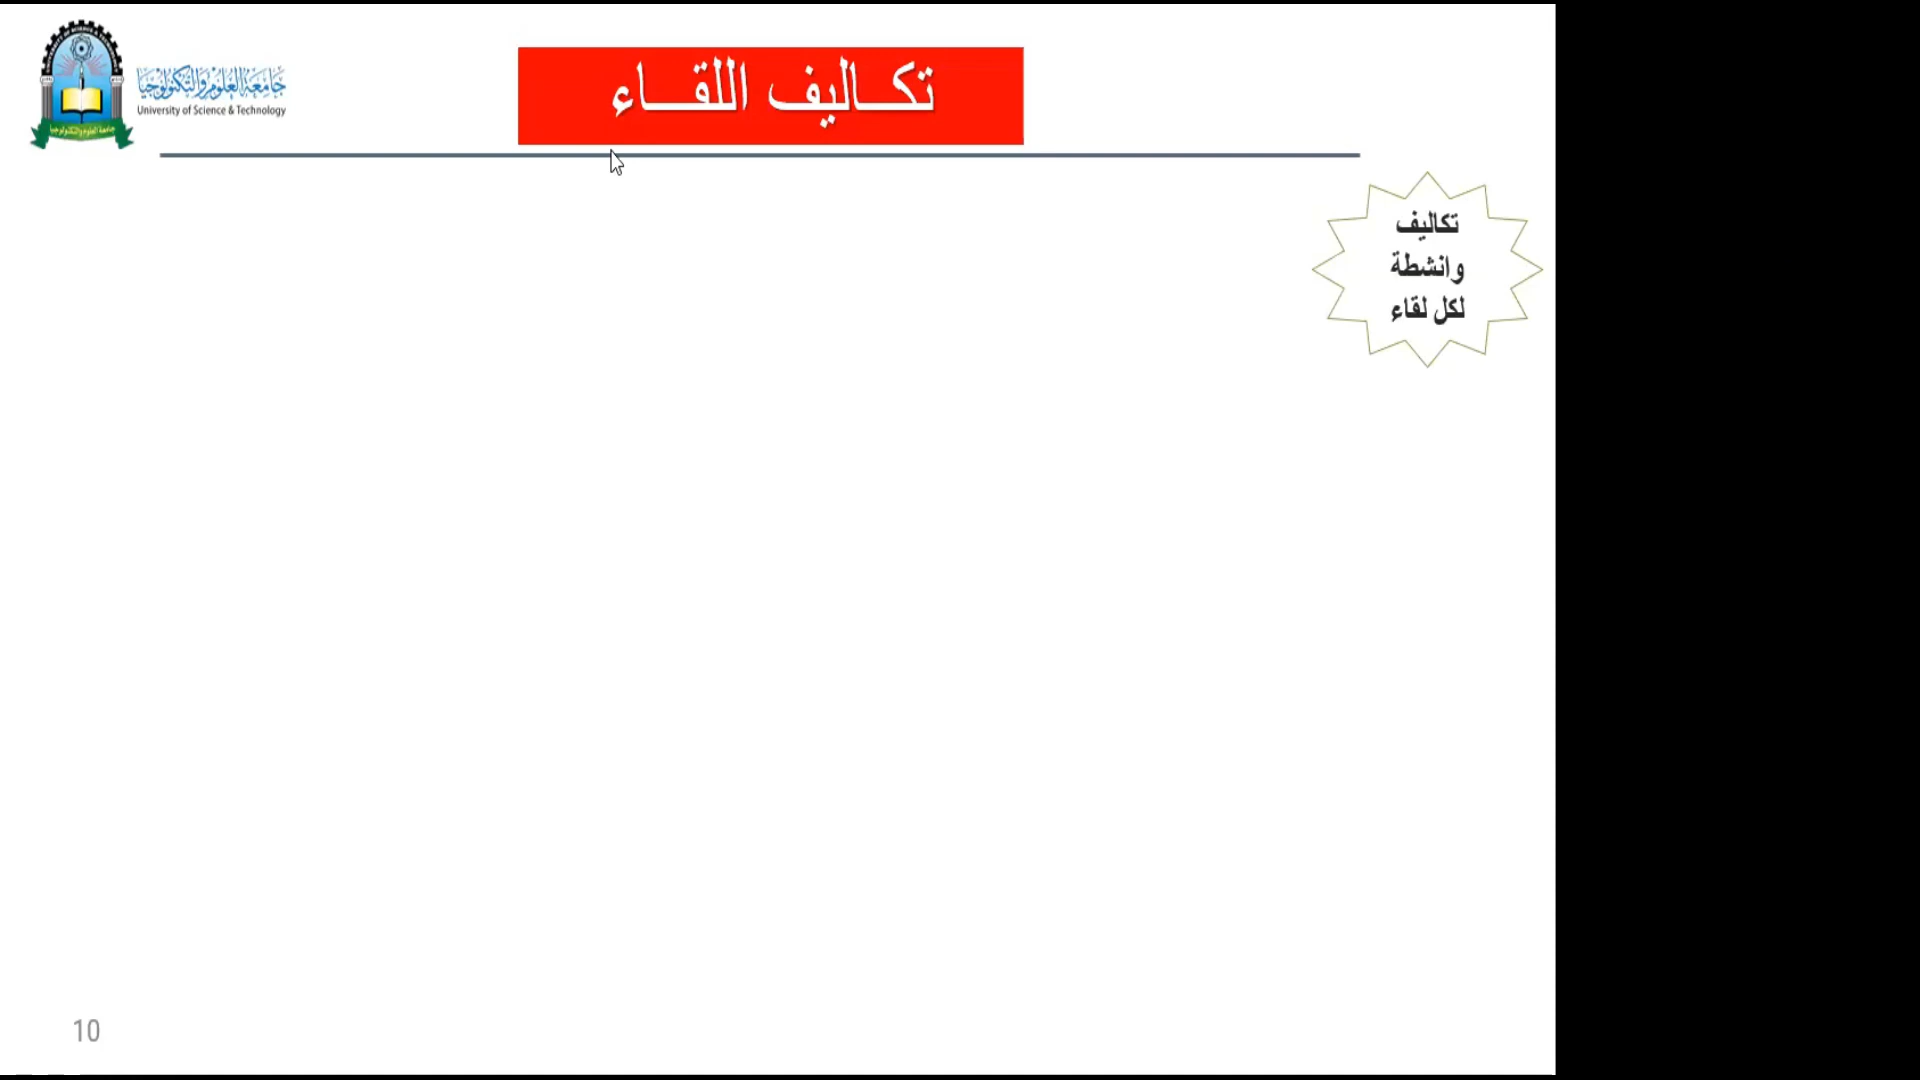 جامعة العلوم والتكنولوجيا
University of Science & Technology
تكـــاليف اللقـــاء
تكاليف
وانشطة
لكل لقاء
10